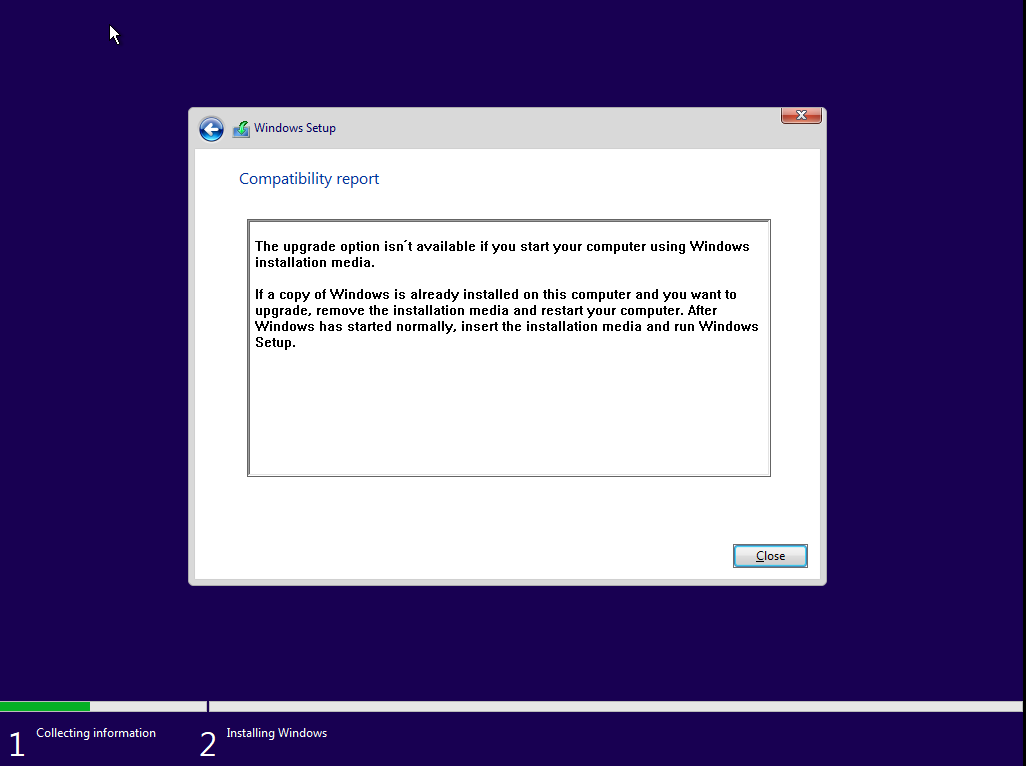 Windows Setup
Compatibility report
The upgrade option isn´t available if you start your computer using Windows
installation media.
If a copy of Windows is already installed on this computer and you want to
upgrade, remove the installation media and restart your computer. After
Windows has started normally, insert the installation media and run Windows
Setup.
Close
1 Collecting information
2 Installing Windows